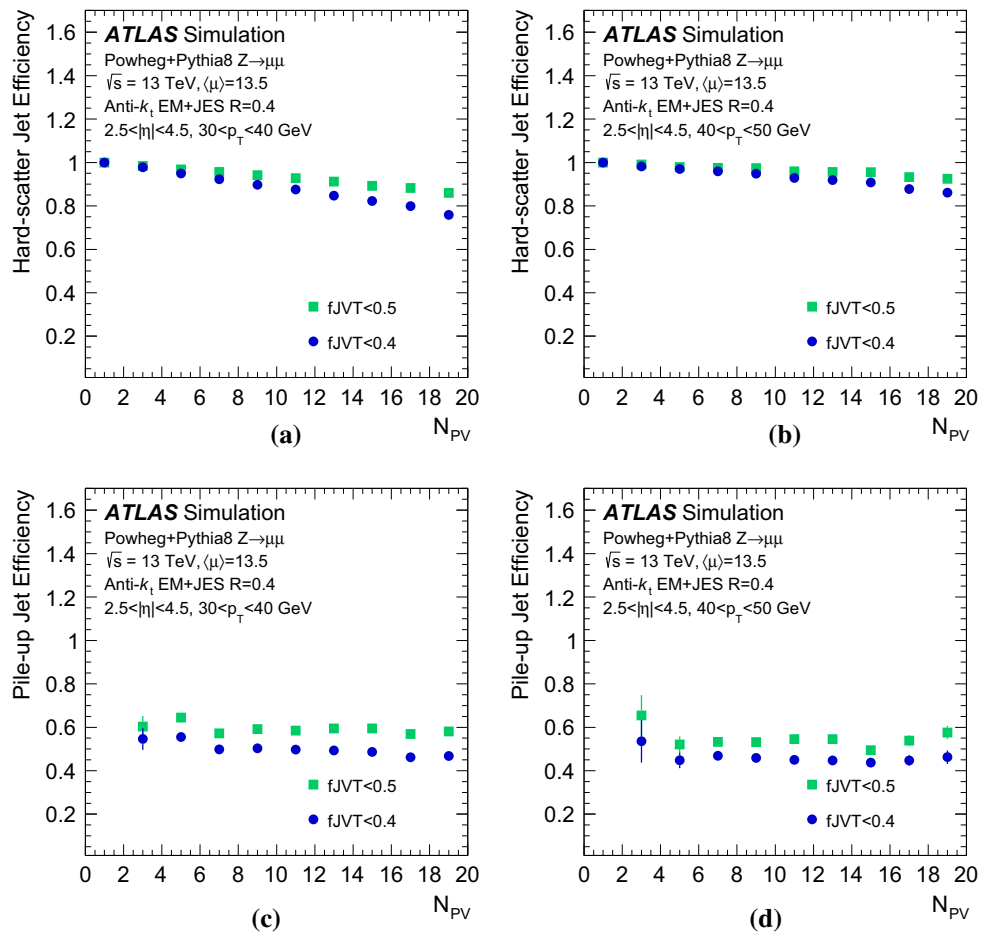 Hard-scatter Jet Efficiency
1.6
1.4
1.2
1
0.8
0.6
0.4
0.2
ATLAS Simulation
Powheg+Pythia8 Z→μμ
√s = 13 TeV, ⟨μ⟩=13.5
Anti-kt EM+JES R=0.4
2.5<|η|<4.5, 30<pT<40 GeV
fJVT<0.5
fJVT<0.4
0 2 4 6 8 10 12 14 16 18 20
NPV
(a)
Hard-scatter Jet Efficiency
1.6
1.4
1.2
1
0.8
0.6
0.4
0.2
ATLAS Simulation
Powheg+Pythia8 Z→μμ
√s = 13 TeV, ⟨μ⟩=13.5
Anti-kt EM+JES R=0.4
2.5<|η|<4.5, 40<pT<50 GeV
fJVT<0.5
fJVT<0.4
0 2 4 6 8 10 12 14 16 18 20
NPV
(b)
Pile-up Jet Efficiency
1.6
1.4
1.2
1
0.8
0.6
0.4
0.2
ATLAS Simulation
Powheg+Pythia8 Z→μμ
√s = 13 TeV, ⟨μ⟩=13.5
Anti-kt EM+JES R=0.4
2.5<|η|<4.5, 30<pT<40 GeV
fJVT<0.5
fJVT<0.4
0 2 4 6 8 10 12 14 16 18 20
NPV
(c)
Pile-up Jet Efficiency
1.6
1.4
1.2
1
0.8
0.6
0.4
0.2
ATLAS Simulation
Powheg+Pythia8 Z→μμ
√s = 13 TeV, ⟨μ⟩=13.5
Anti-kt EM+JES R=0.4
2.5<|η|<4.5, 40<pT<50 GeV
fJVT<0.5
fJVT<0.4
0 2 4 6 8 10 12 14 16 18 20
NPV
(d)